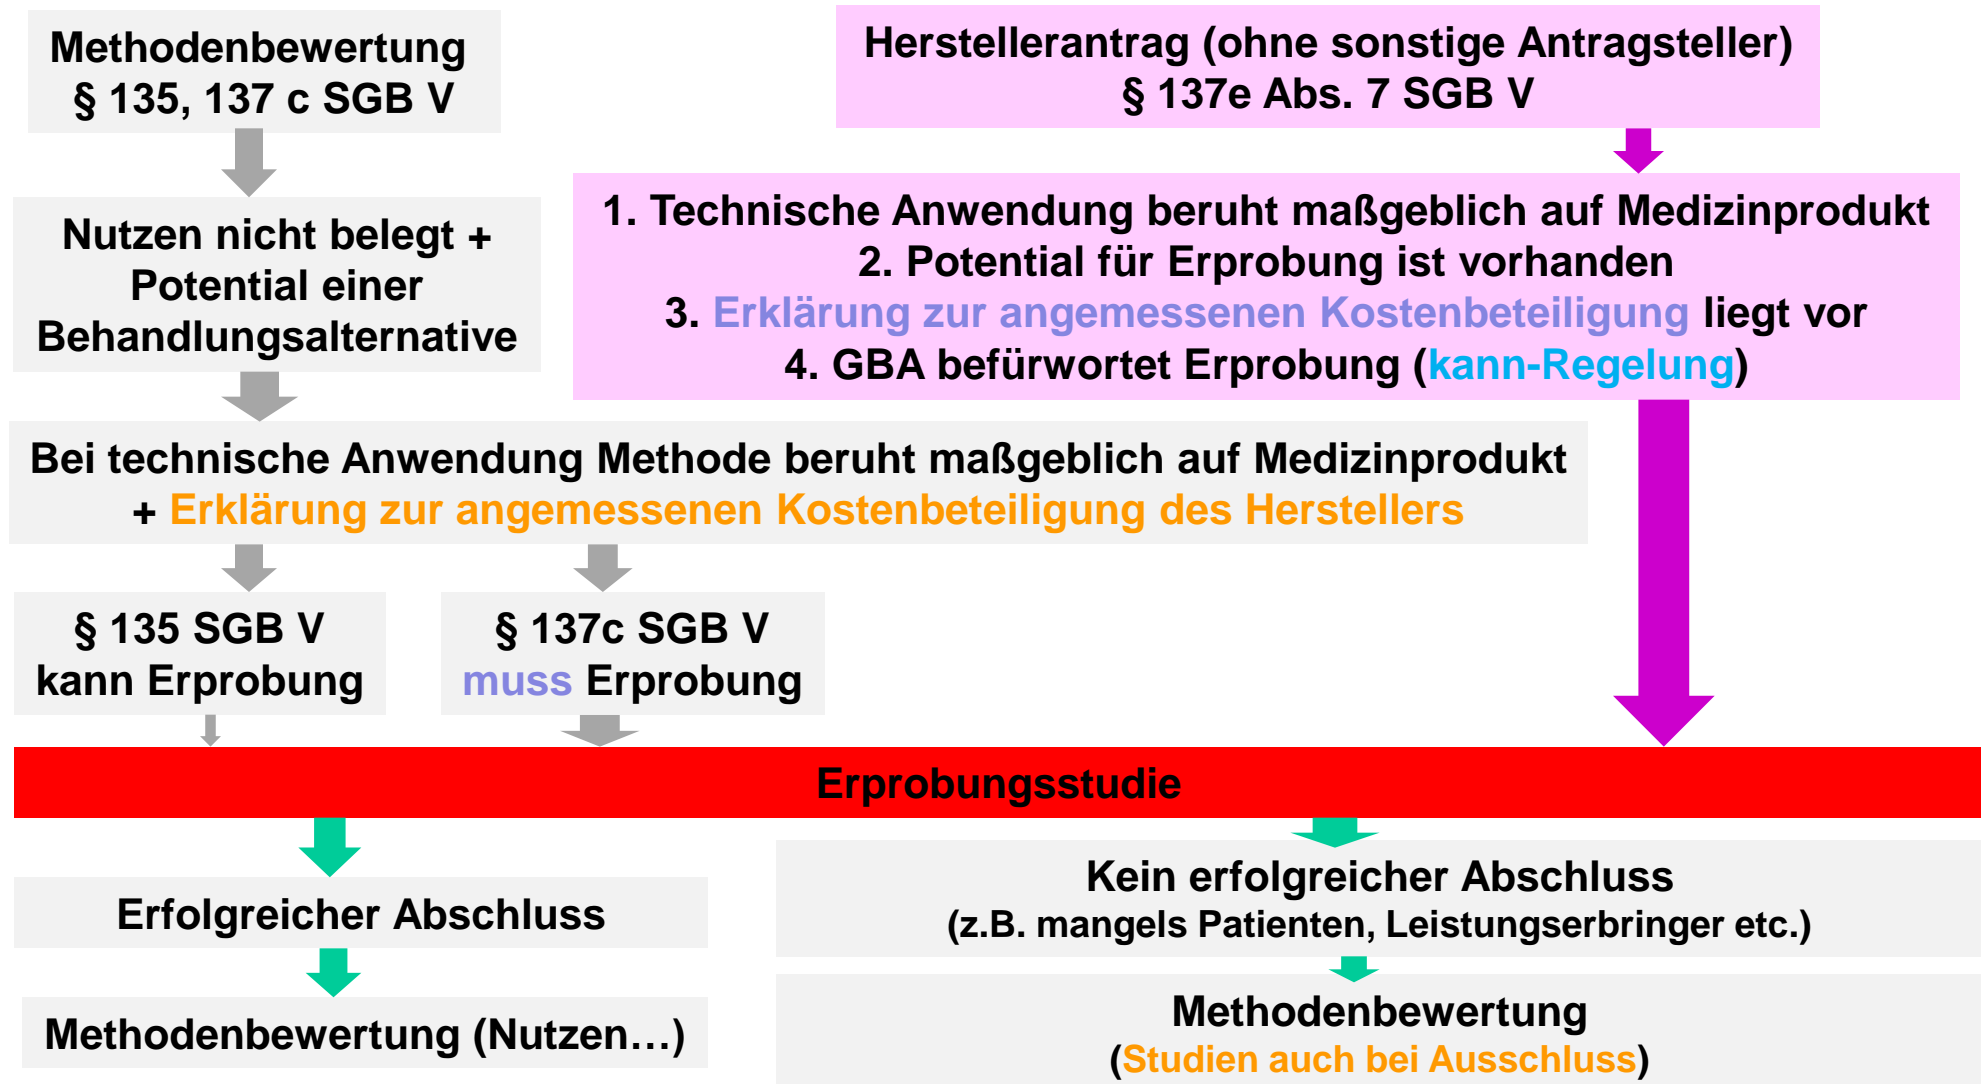 Methodenbewertung
§ 135, 137 c SGB V
Herstellerantrag (ohne sonstige Antragsteller)
§ 137e Abs. 7 SGB V
Nutzen nicht belegt +
Potential einer
Behandlungsalternative
1. Technische Anwendung beruht maßgeblich auf Medizinprodukt
2. Potential für Erprobung ist vorhanden
3. Erklärung zur angemessenen Kostenbeteiligung liegt vor
4. GBA befürwortet Erprobung (kann-Regelung)
Bei technische Anwendung Methode beruht maßgeblich auf Medizinprodukt
+ Erklärung zur angemessenen Kostenbeteiligung des Herstellers
§ 135 SGB V
kann Erprobung
§ 137c SGB V
muss Erprobung
Erprobungsstudie
Erfolgreicher Abschluss
Methodenbewertung (Nutzen…)
Kein erfolgreicher Abschluss
(z.B. mangels Patienten, Leistungserbringer etc.)
Methodenbewertung
(Studien auch bei Ausschluss)